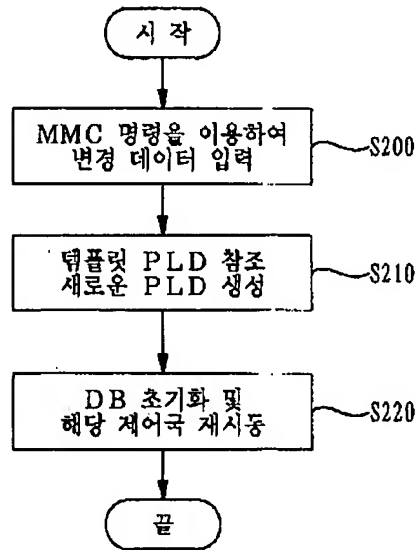 시 작
MMC 명령을 이용하여
변경 데이터 입력
S200
템플릿 PLD 참조
새로운 PLD 생성
S210
DB 초기화 및
해당 제어국 재시동
S220
끝